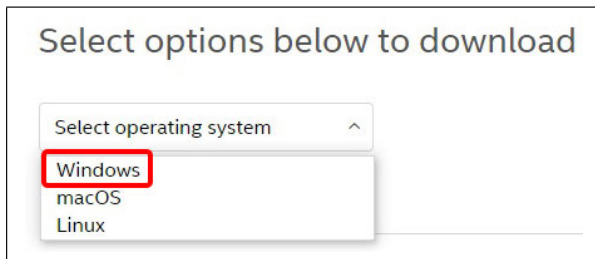 Select options below to download
Select operating system
Windows
macOS
Linux